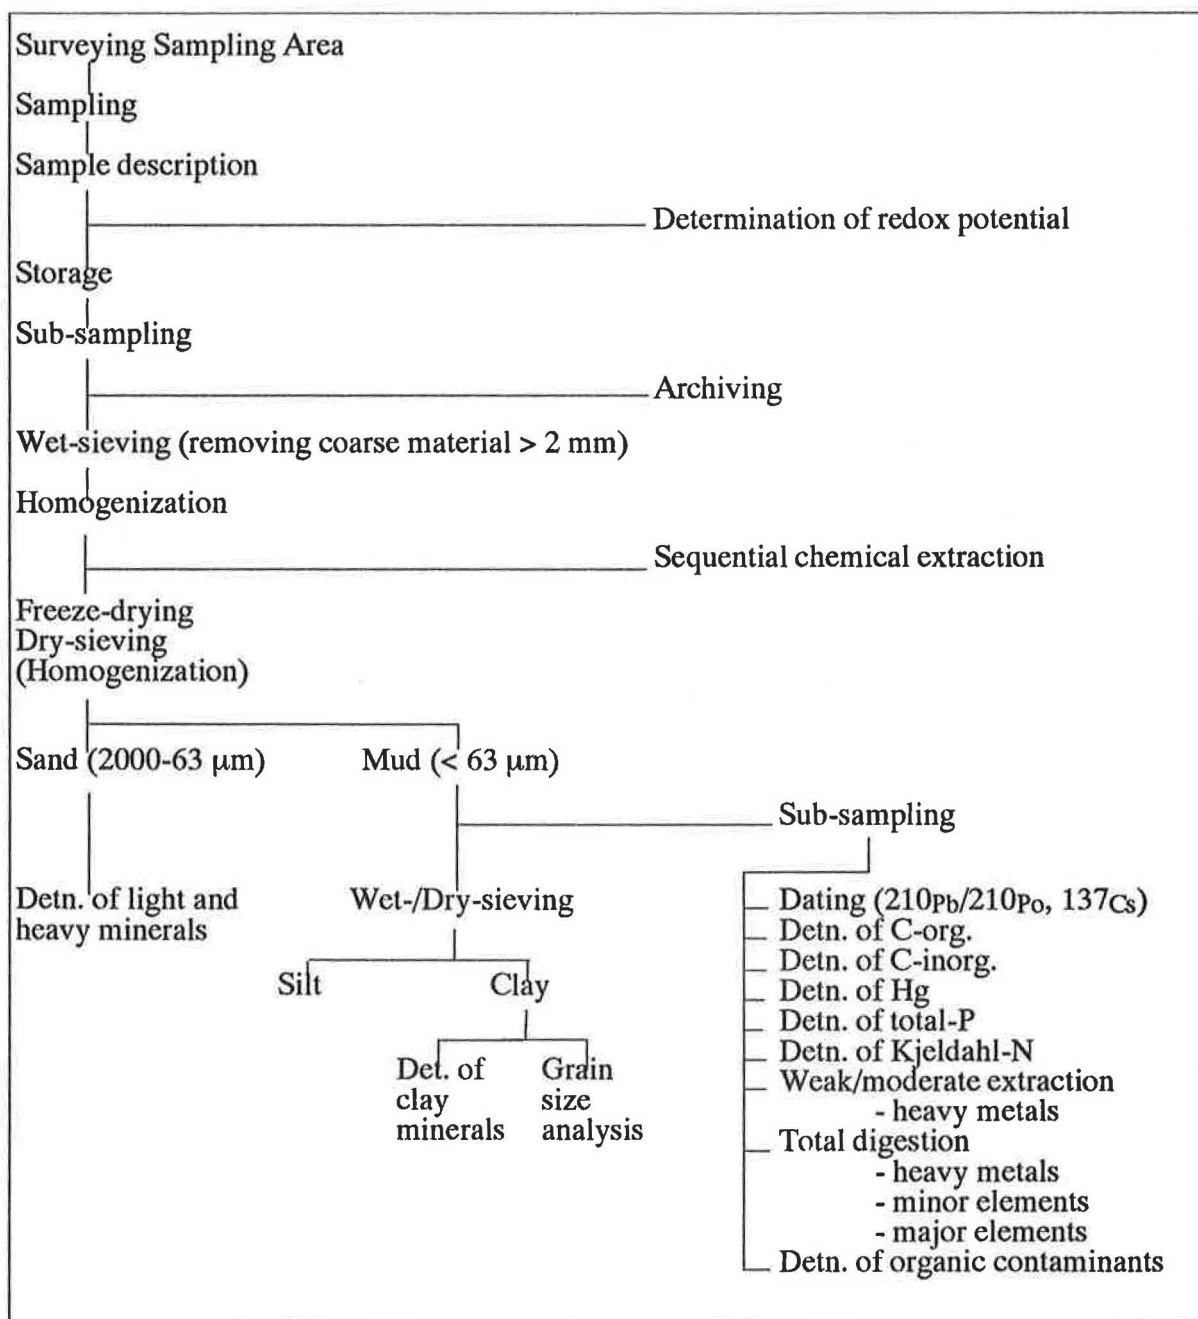 Surveying Sampling Area
Sampling
Sample description
Determination of redox potential
Storage
Sub-sampling
Archiving
Wet-sieving (removing coarse material > 2 mm)
Homogenization
Sequential chemical extraction
Freeze-drying
Dry-sieving
(Homogenization)
Sand (2000-63 μm)
Mud (< 63 μm)
Sub-sampling
Detn. of light and
heavy minerals
Wet-/Dry-sieving
Silt
Clay
Det. of
clay
minerals
Grain
size
analysis
Dating (210Pb/210Po, 137Cs)
Detn. of C-org.
Detn. of C-inorg.
Detn. of Hg
Detn. of total-P
Detn. of Kjeldahl-N
Weak/moderate extraction
- heavy metals
Total digestion
- heavy metals
- minor elements
- major elements
Detn. of organic contaminants